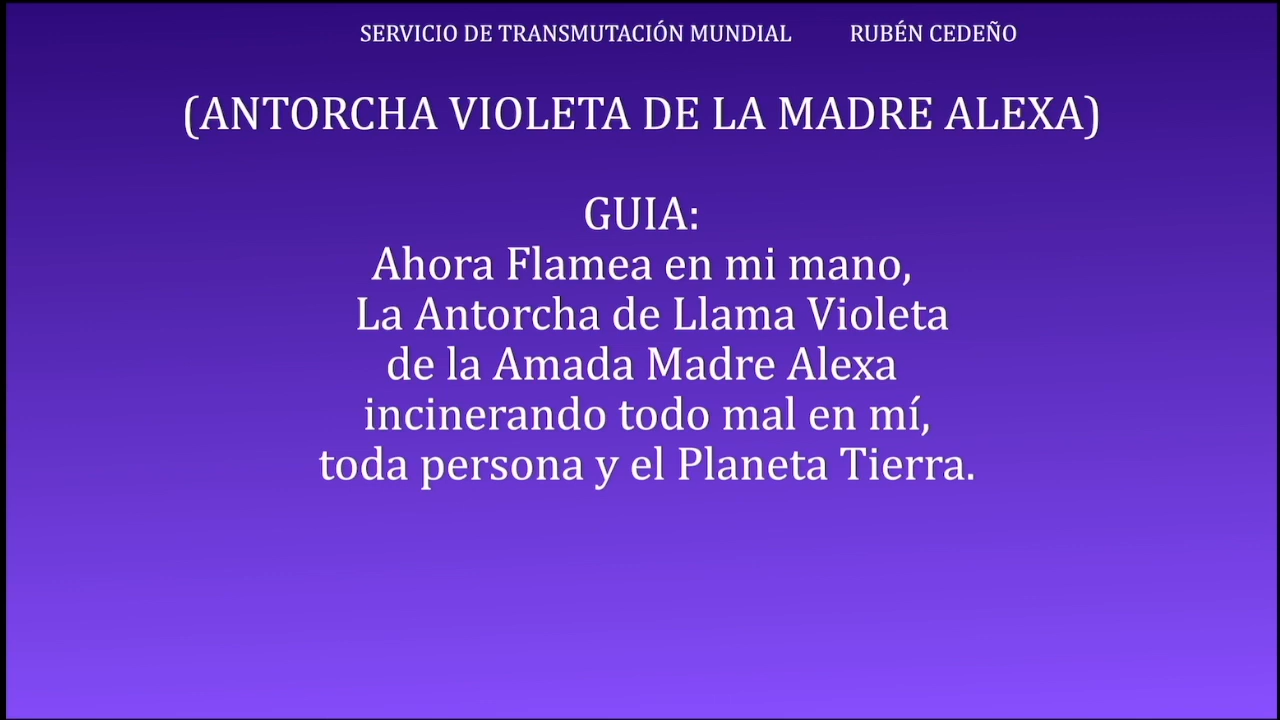 SERVICIO DE TRANSMUTACIÓN MUNDIAL RUBÉN CEDEÑO
(ANTORCHA VIOLETA DE LA MADRE ALEXA)
GUIA:
Ahora Flamea en mi mano,
La Antorcha de Llama Violeta
de la Amada Madre Alexa
incinerando todo mal en mí,
toda persona y el Planeta Tierra.